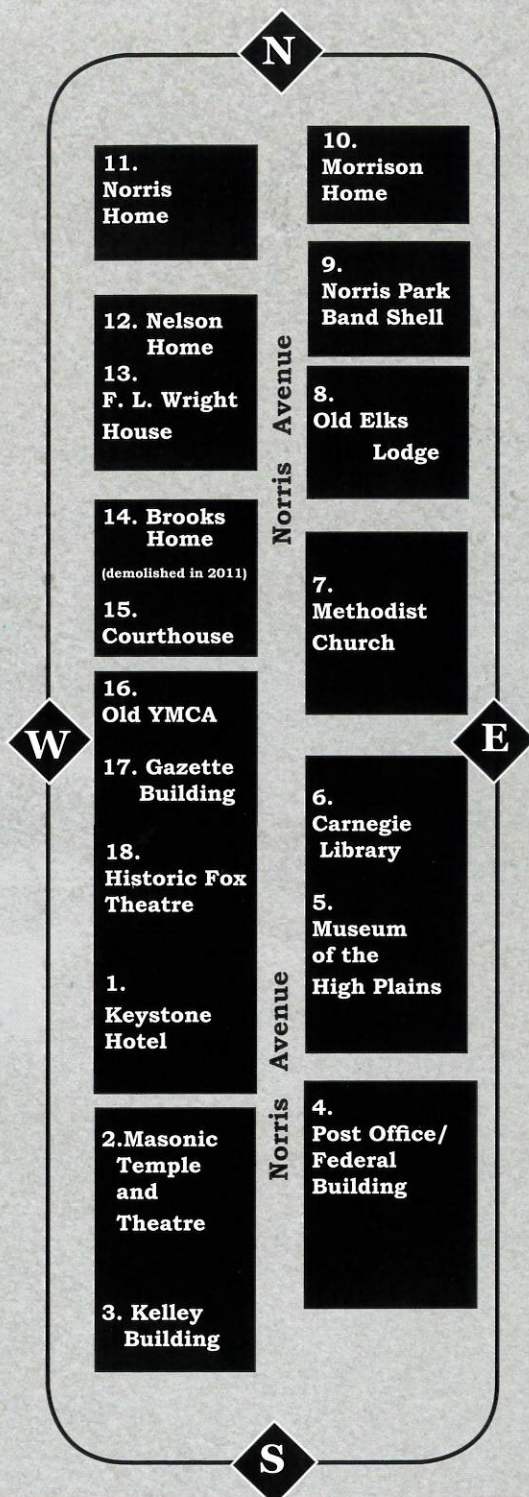 N
11.
Norris
Home
10.
Morrison
Home
9.
Norris Park
Band Shell
12. Nelson
Home
13.
F. L. Wright
House
Norris Avenue
8.
Old Elks
Lodge
14. Brooks
Home
(demolished in 2011)
15.
Courthouse
7.
Methodist
Church
W
E
16.
Old YMCA
17. Gazette
Building
18.
Historic Fox
Theatre
1.
Keystone
Hotel
6.
Carnegie
Library
5.
Museum
of the
High Plains
Norris Avenue
2.Masonic
Temple
and
Theatre
3. Kelley
Building
4.
Post Office/
Federal
Building
S